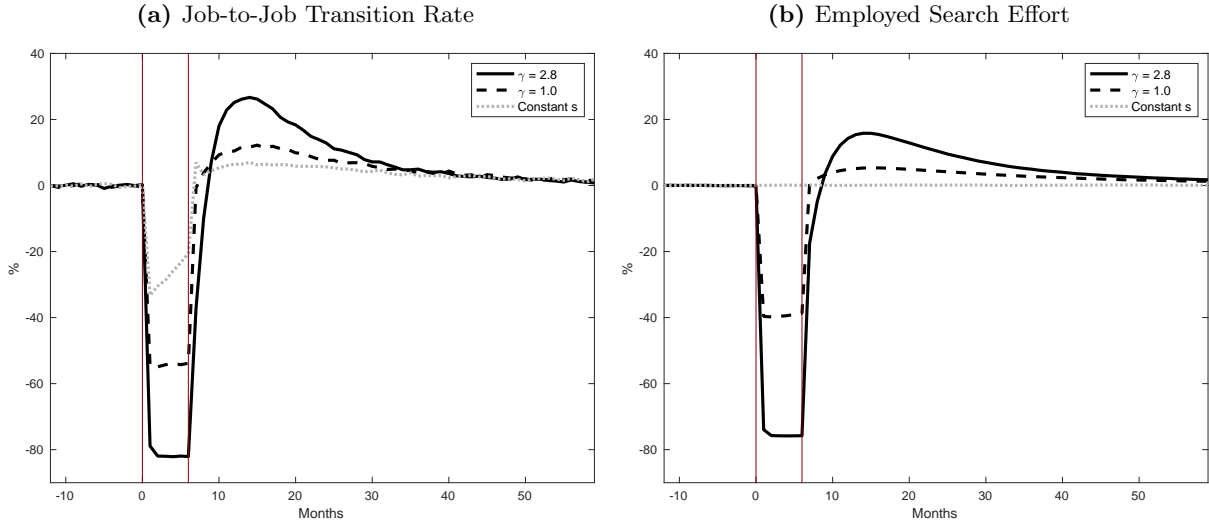 (a) Job-to-Job Transition Rate
40
20
0
-20
-40
-60
-80
%
-10 0 10 20 30 40 50
Months
γ = 2.8
γ = 1.0
Constant s
(b) Employed Search Effort
40
20
0
-20
-40
-60
-80
%
-10 0 10 20 30 40 50
Months
γ = 2.8
γ = 1.0
Constant s